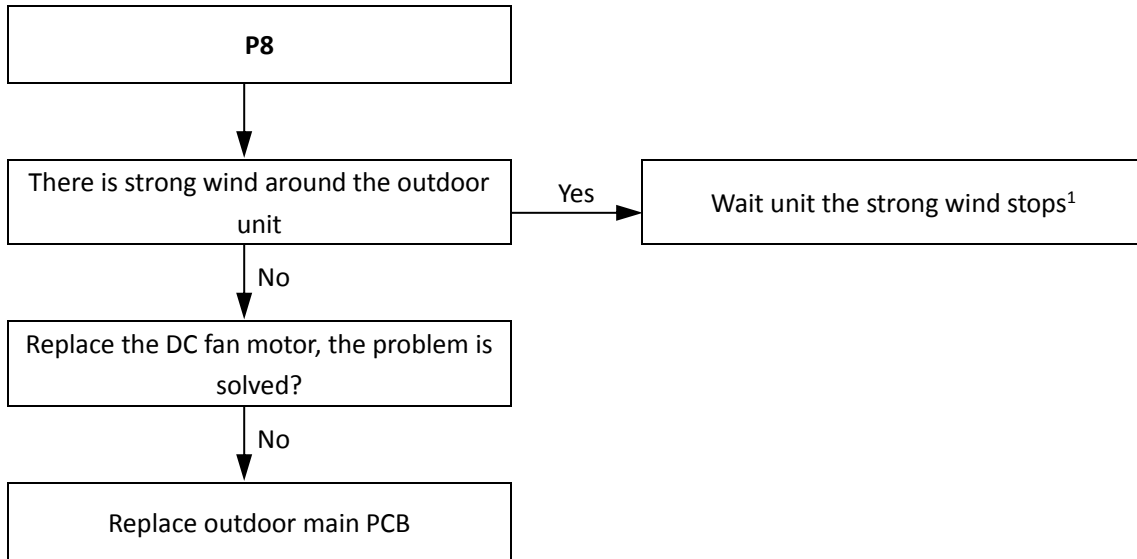 P8
There is strong wind around the outdoor
unit
Yes
Wait unit the strong wind stops¹
No
Replace the DC fan motor, the problem is
solved?
No
Replace outdoor main PCB